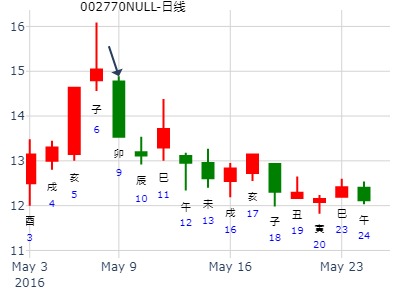 002770NULL-日线
16
15
14
13
12
11
酉
3
戌
4
亥
5
子
6
卯
9
辰
10
巳
11
午
12
未
13
戌
16
亥
17
子
18
丑
19
寅
20
巳
23
午
24
May 3
2016
May 9
May 16
May 23